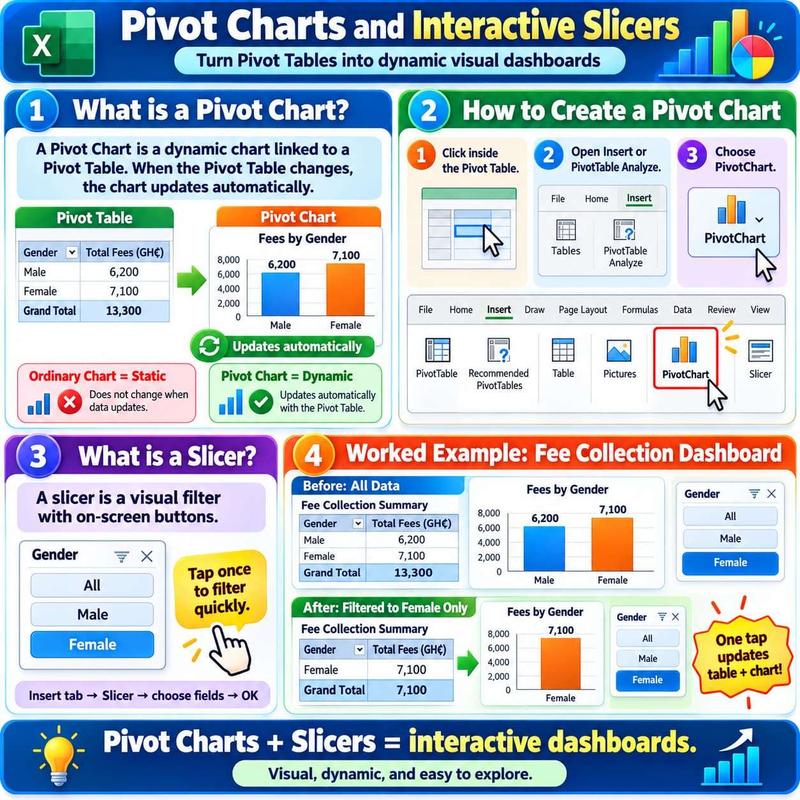 X
Pivot Charts and Interactive Slicers
Turn Pivot Tables into dynamic visual dashboards
1 What is a Pivot Chart?
A Pivot Chart is a dynamic chart linked to a
Pivot Table. When the Pivot Table changes,
the chart updates automatically.
Pivot Table
Gender Total Fees (GH₵)
Male 6,200
Female 7,100
Grand Total 13,300
Pivot Chart
Fees by Gender
8,000
6,000
4,000
2,000
0
6,200 7,100
Male Female
Updates automatically
Ordinary Chart = Static
Does not change when
data updates.
Pivot Chart = Dynamic
Updates automatically
with the Pivot Table.
2 How to Create a Pivot Chart
1 Click inside
the Pivot Table.
2 Open Insert or
PivotTable Analyze.
File Home Insert
Tables PivotTable
Analyze
3 Choose
PivotChart.
PivotChart
File Home Insert Draw Page Layout Formulas Data Review View
PivotTable Recommended
PivotTables Table Pictures PivotChart Slicer
3 What is a Slicer?
A slicer is a visual filter
with on-screen buttons.
Gender
All
Male
Female
Tap once
to filter
quickly.
Insert tab → Slicer → choose fields → OK
4 Worked Example: Fee Collection Dashboard
Before: All Data
Fee Collection Summary
Gender Total Fees (GH₵)
Male 6,200
Female 7,100
Grand Total 13,300
Fees by Gender
8,000
6,000
4,000
2,000
0
6,200 7,100
Male Female
Gender
All
Male
Female
After: Filtered to Female Only
Fee Collection Summary
Gender Total Fees (GH₵)
Female 7,100
Grand Total 7,100
Fees by Gender
8,000
6,000
4,000
2,000
0
7,100
Female
Gender
All
Male
Female
One tap
updates
table + chart!
Pivot Charts + Slicers = interactive dashboards.
Visual, dynamic, and easy to explore.